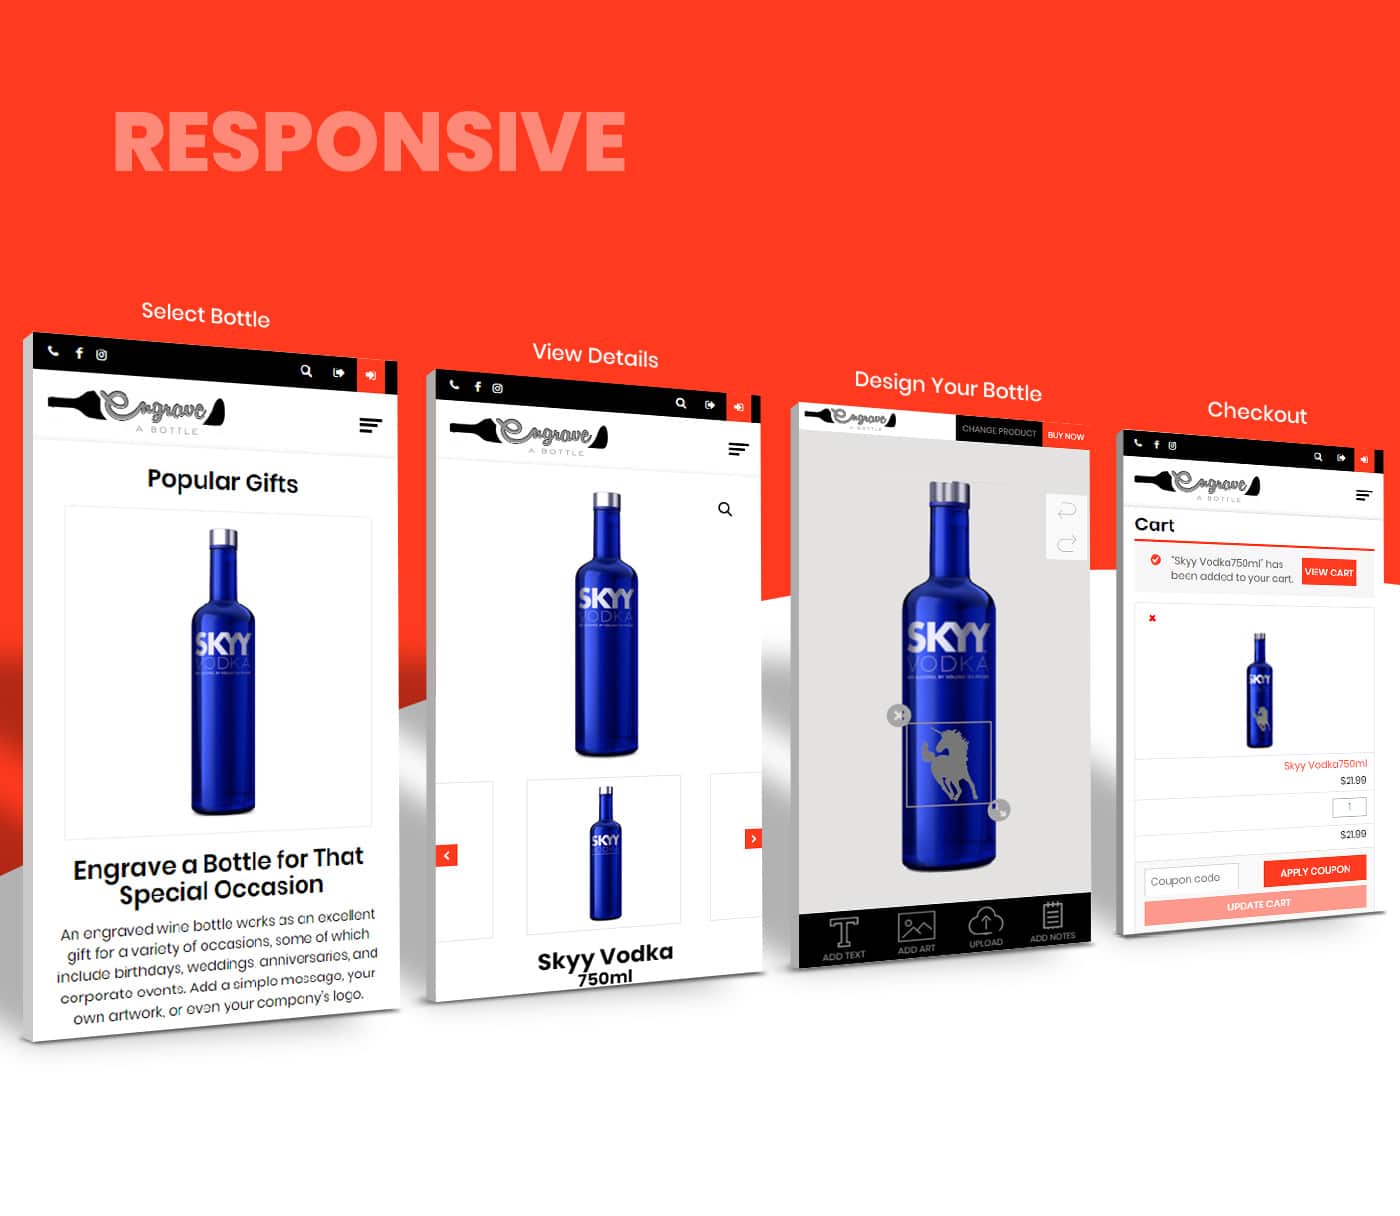 RESPONSIVE
Select Bottle
Engrave
A BOTTLE
Popular Gifts
SKYY
VODKA
Engrave a Bottle for That
Special Occasion
An engraved wine bottle works as an excellent
gift for a variety of occasions, some of which
include birthdays, weddings, anniversaries, and
corporate events. Add a simple message, your
own artwork, or even your company's logo.
View Details
Engrave
A BOTTLE
SKYY
VODKA
SKYY
VODKA
Skyy Vodka
750ml
Design Your Bottle
Engrave
A BOTTLE
CHANGE PRODUCT
BUY NOW
SKYY
VODKA
ADD TEXT
ADD ART
UPLOAD
ADD NOTES
Checkout
Engrave
A BOTTLE
Cart
"Skyy Vodka750ml" has
been added to your cart.
VIEW CART
SKYY
Skyy Vodka750ml
$21.99
1
$21.99
Coupon code
APPLY COUPON
UPDATE CART